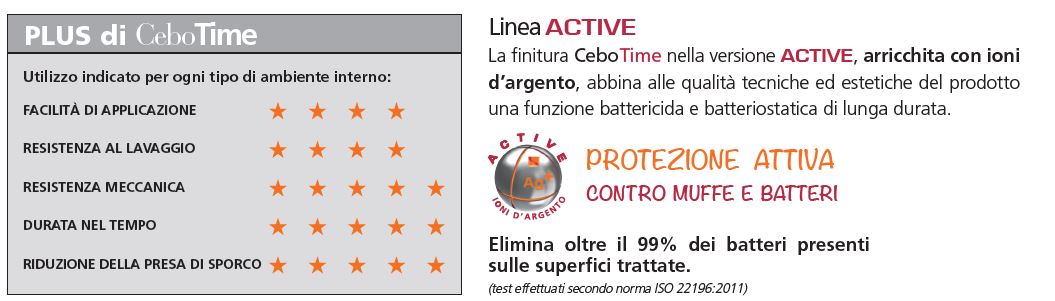 PLUS di CeboTime
Utilizzo indicato per ogni tipo di ambiente interno:
FACILITÀ DI APPLICAZIONE ★ ★ ★ ★
RESISTENZA AL LAVAGGIO ★ ★ ★ ★
RESISTENZA MECCANICA ★ ★ ★ ★ ★
DURATA NEL TEMPO ★ ★ ★ ★ ★
RIDUZIONE DELLA PRESA DI SPORCO ★ ★ ★ ★ ★
Linea ACTIVE
La finitura CeboTime nella versione ACTIVE, arricchita con ioni
d'argento, abbina alle qualità tecniche ed estetiche del prodotto
una funzione battericida e batteriostatica di lunga durata.
ACTIVE
Ag+
IONI D'ARGENTO
PROTEZIONE ATTIVA
CONTRO MUFFE E BATTERI
Elimina oltre il 99% dei batteri presenti
sulle superfici trattate.
(test effettuati secondo norma ISO 22196:2011)